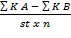 ∑ K A − ∑ K B
st x n